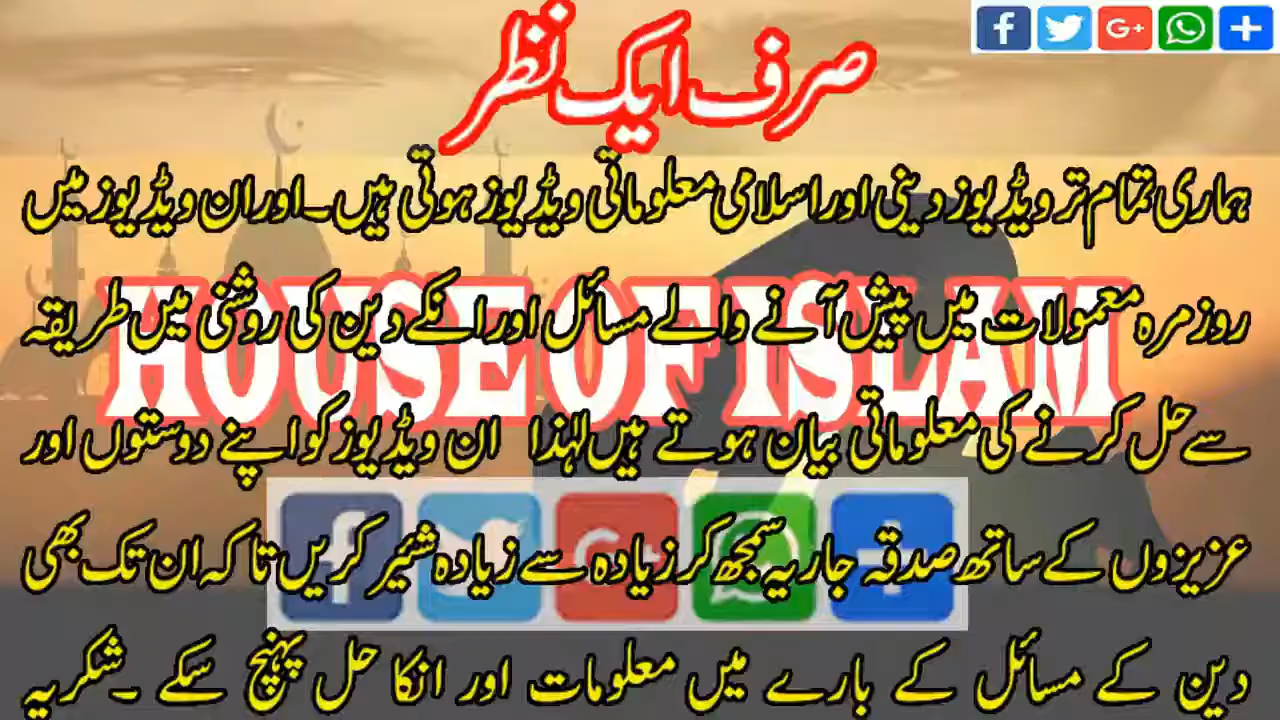 صرف ایک نظر
ہماری تمام تر ویڈیوز دینی اور اسلامی معلوماتی ویڈیوز ہوتی ہیں۔اور ان ویڈیوز میں
روزمرہ معمولات میں پیش آنے والے مسائل اور انکے دین کی روشنی میں طریقہ
HOUSE OF ISLAM
سے حل کرنے کی معلوماتی بیان ہوتے ہیں لہٰذا ان ویڈیوز کو اپنے دوستوں اور
عزیزوں کے ساتھ صدقہ جاریہ سمجھ کر زیادہ سے زیادہ شئیر کریں تاکہ ان تک بھی
دین کے مسائل کے بارے میں معلومات اور انکا حل پہنچ سکے ۔شکریہ